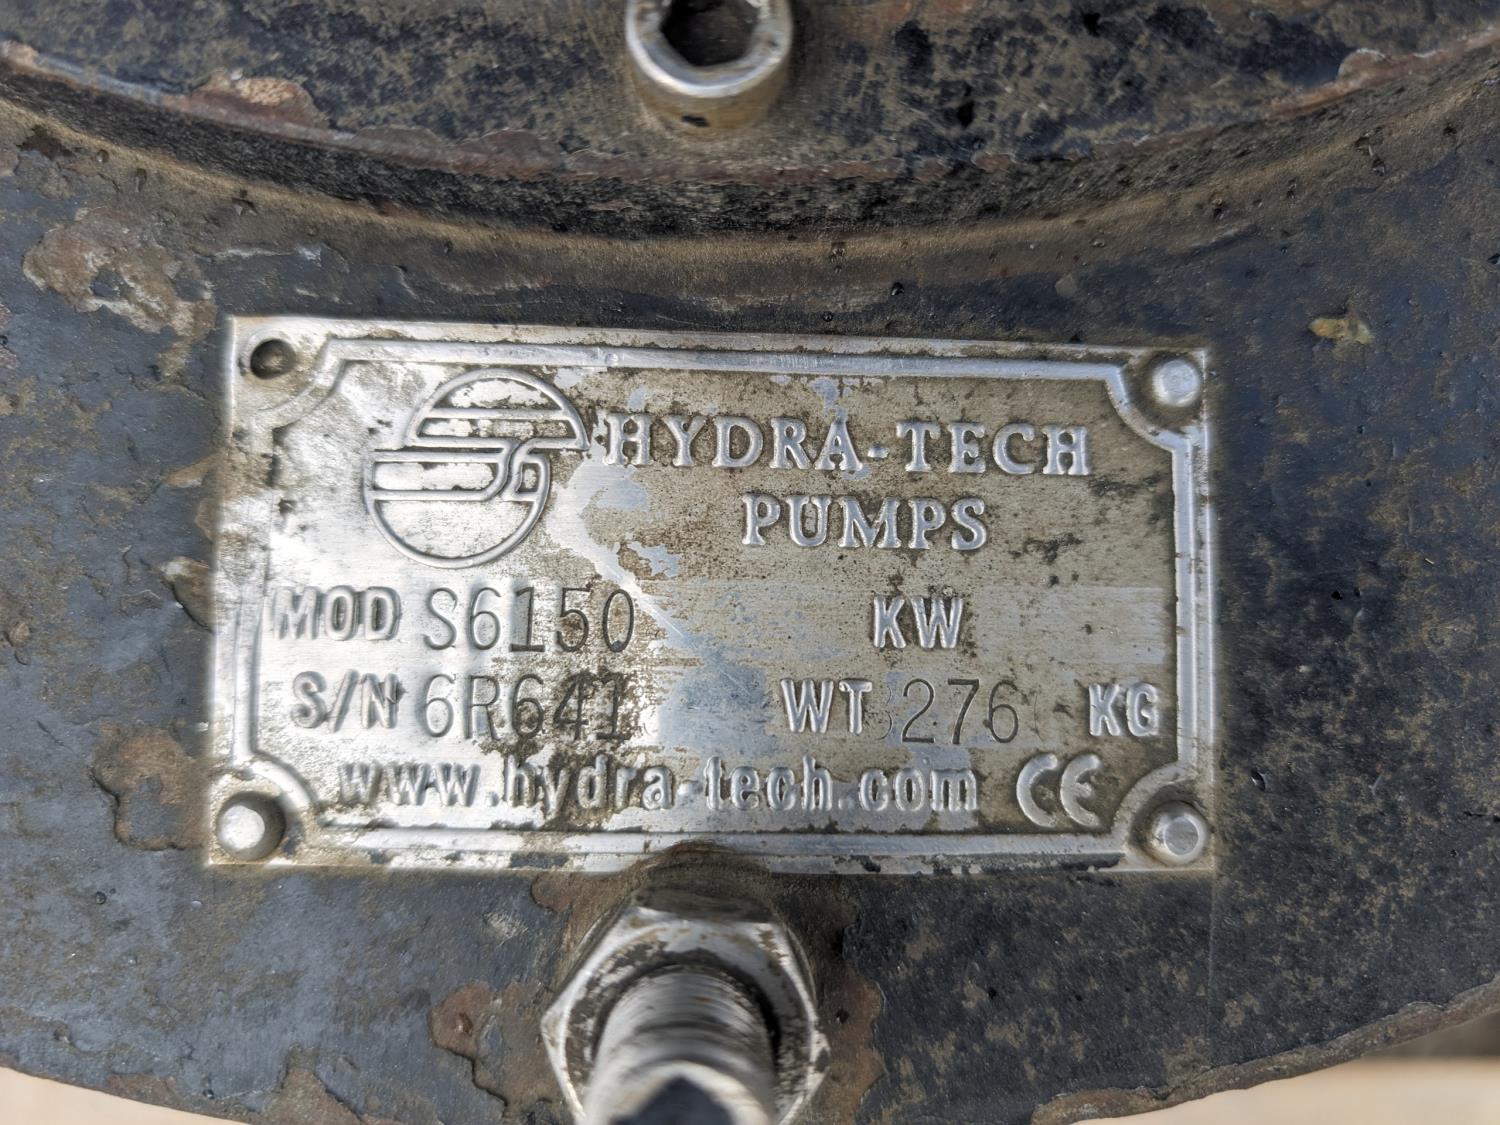 HYDRA-TECH
PUMPS
MOD S6150 KW
S/N 6R641 WT 276 KG
www.hydra-tech.com CE